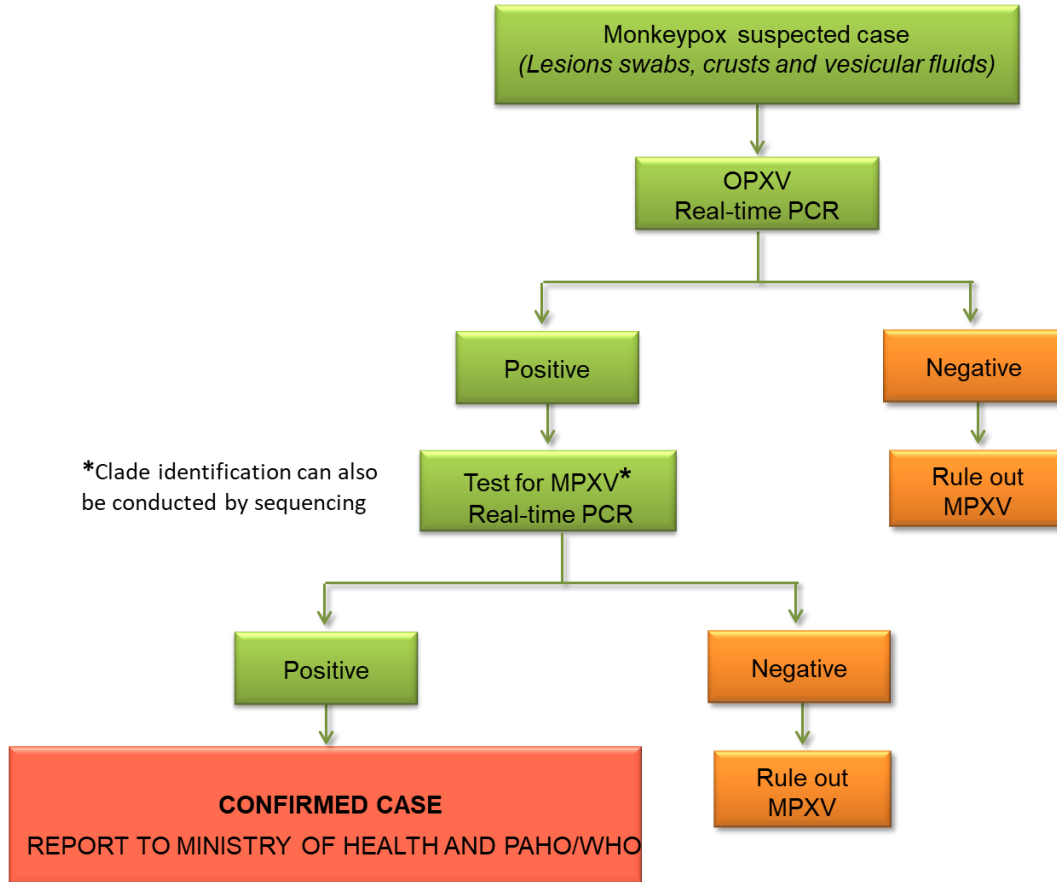 Monkeypox suspected case
(Lesions swabs, crusts and vesicular fluids)
OPXV
Real-time PCR
Positive
Negative
*Clade identification can also
be conducted by sequencing
Test for MPXV*
Real-time PCR
Rule out
MPXV
Positive
Negative
CONFIRMED CASE
REPORT TO MINISTRY OF HEALTH AND PAHO/WHO
Rule out
MPXV